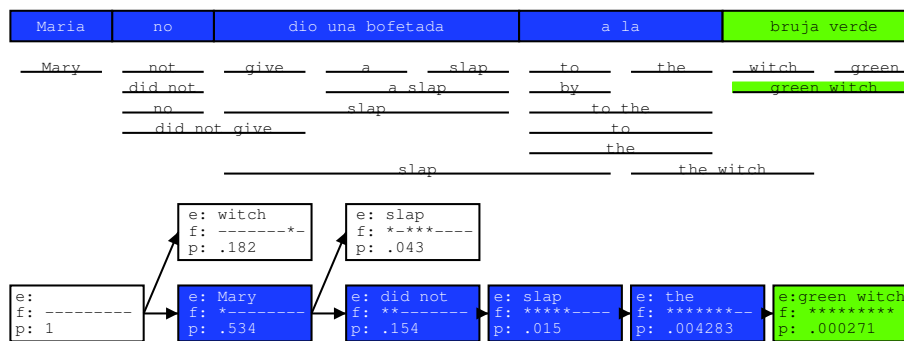 Maria no dio una bofetada a la bruja verde
Mary not give a slap to the witch green
did not a slap by green witch
no slap to the
did not give to
the
slap the witch
e: witch e: slap
f: -------*- f: *-***----
p: .182 p: .043
e: e: Mary e: did not e: slap e: the e:green witch
f: --------- f: *-------- f: **------- f: *****---- f: *******-- f: *********
p: 1 p: .534 p: .154 p: .015 p: .004283 p: .000271